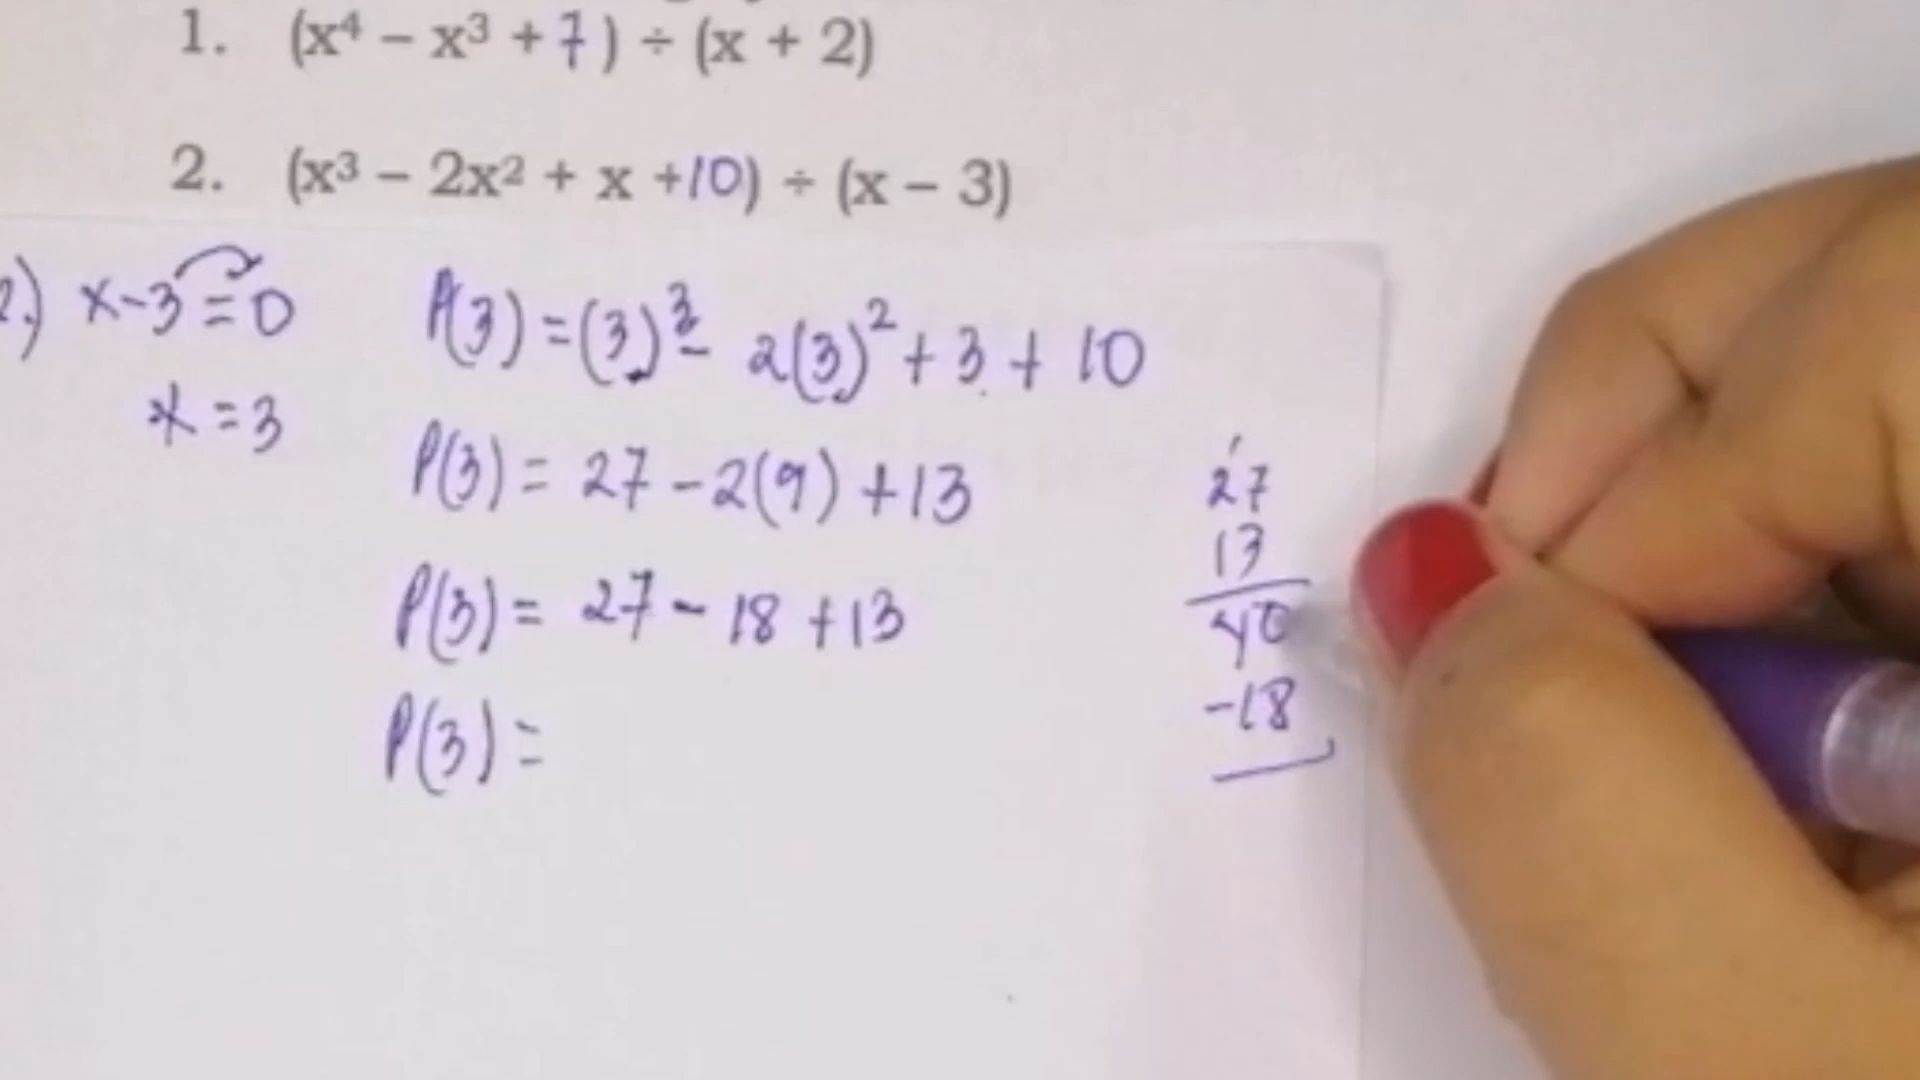 1. (x⁴ – x³ + 7) ÷ (x + 2)
2. (x³ – 2x² + x +10) ÷ (x – 3)
2.) x-3=0
x=3
P(3) = (3)³ - 2(3)² + 3 + 10
P(3) = 27 - 2(9) + 13
P(3) = 27 - 18 + 13
P(3) =
1
27
13
40
-18